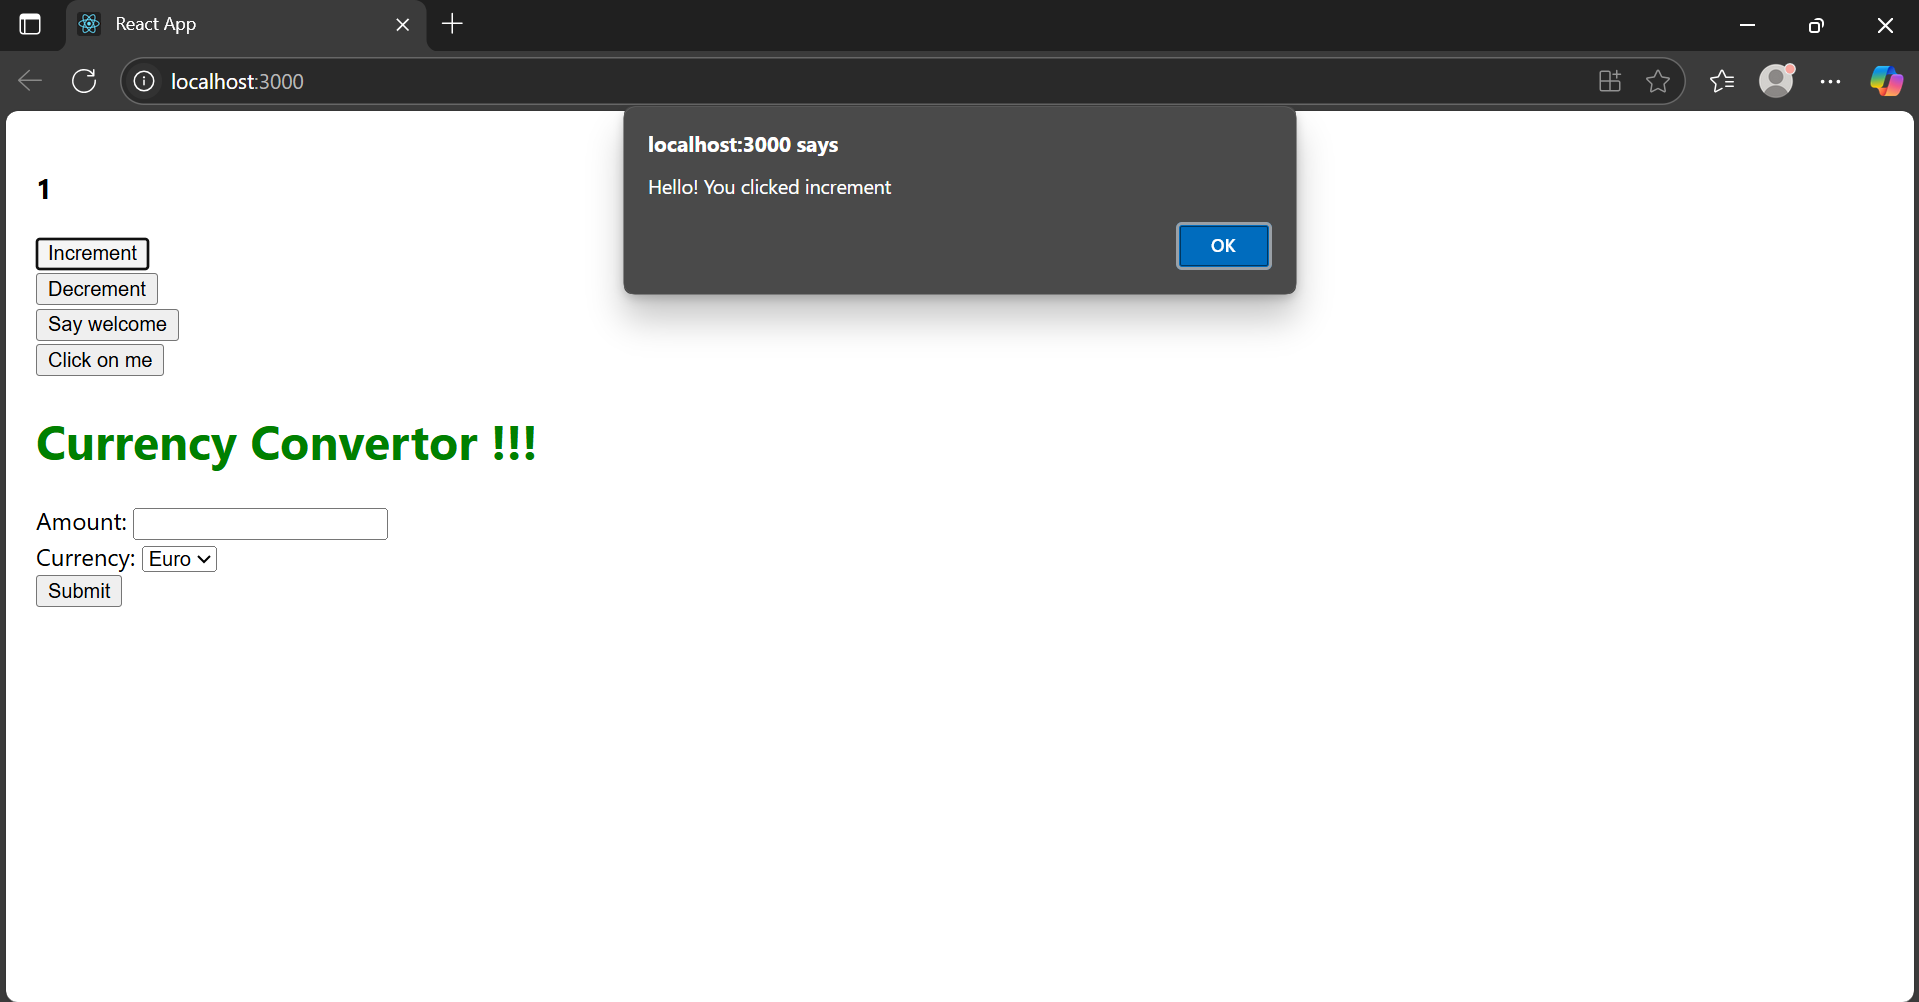 React App
localhost:3000
localhost:3000 says
Hello! You clicked increment
OK
1
Increment
Decrement
Say welcome
Click on me
Currency Convertor !!!
Amount:
Currency: Euro
Submit